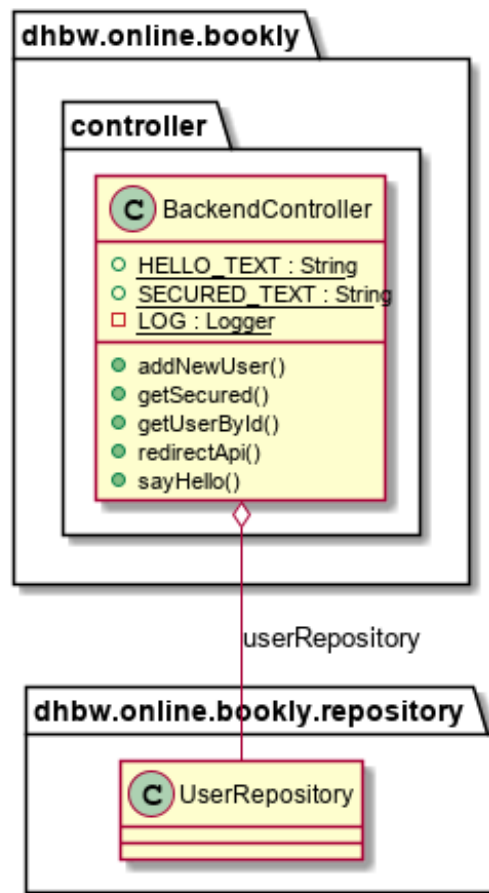 dhbw.online.bookly
controller
C BackendController
HELLO_TEXT : String
SECURED_TEXT : String
LOG : Logger
addNewUser()
getSecured()
getUserById()
redirectApi()
sayHello()
userRepository
dhbw.online.bookly.repository
C UserRepository